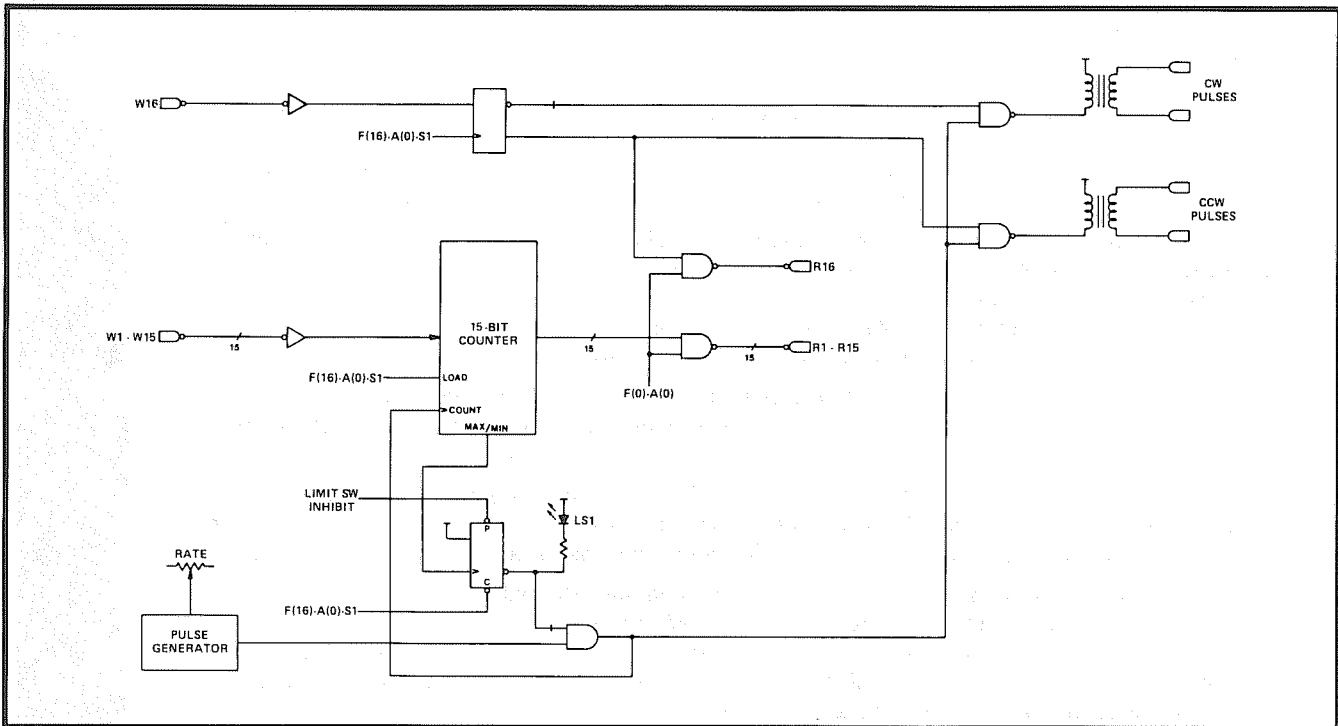 W16
F(16)·A(0)·S1
CW
PULSES
CCW
PULSES
R16
W1 - W15
15
15-BIT
COUNTER
15
15
R1 - R15
F(16)·A(0)·S1
LOAD
F(0)·A(0)
COUNT
MAX/MIN
LIMIT SW
INHIBIT
P
LS1
C
RATE
F(16)·A(0)·S1
PULSE
GENERATOR